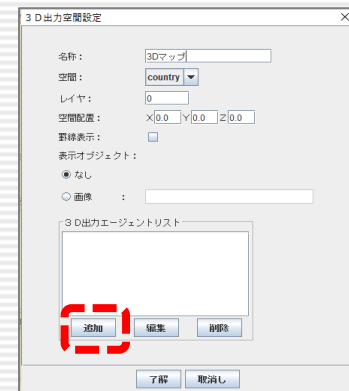 ３Ｄ出力空間設定
名称： 3Dマップ
空間： country
レイヤ： 0
空間配置： X 0.0 Y 0.0 Z 0.0
罫線表示：
表示オブジェクト：
なし
画像 ：
３Ｄ出力エージェントリスト
追加 編集 削除
了解 取消し